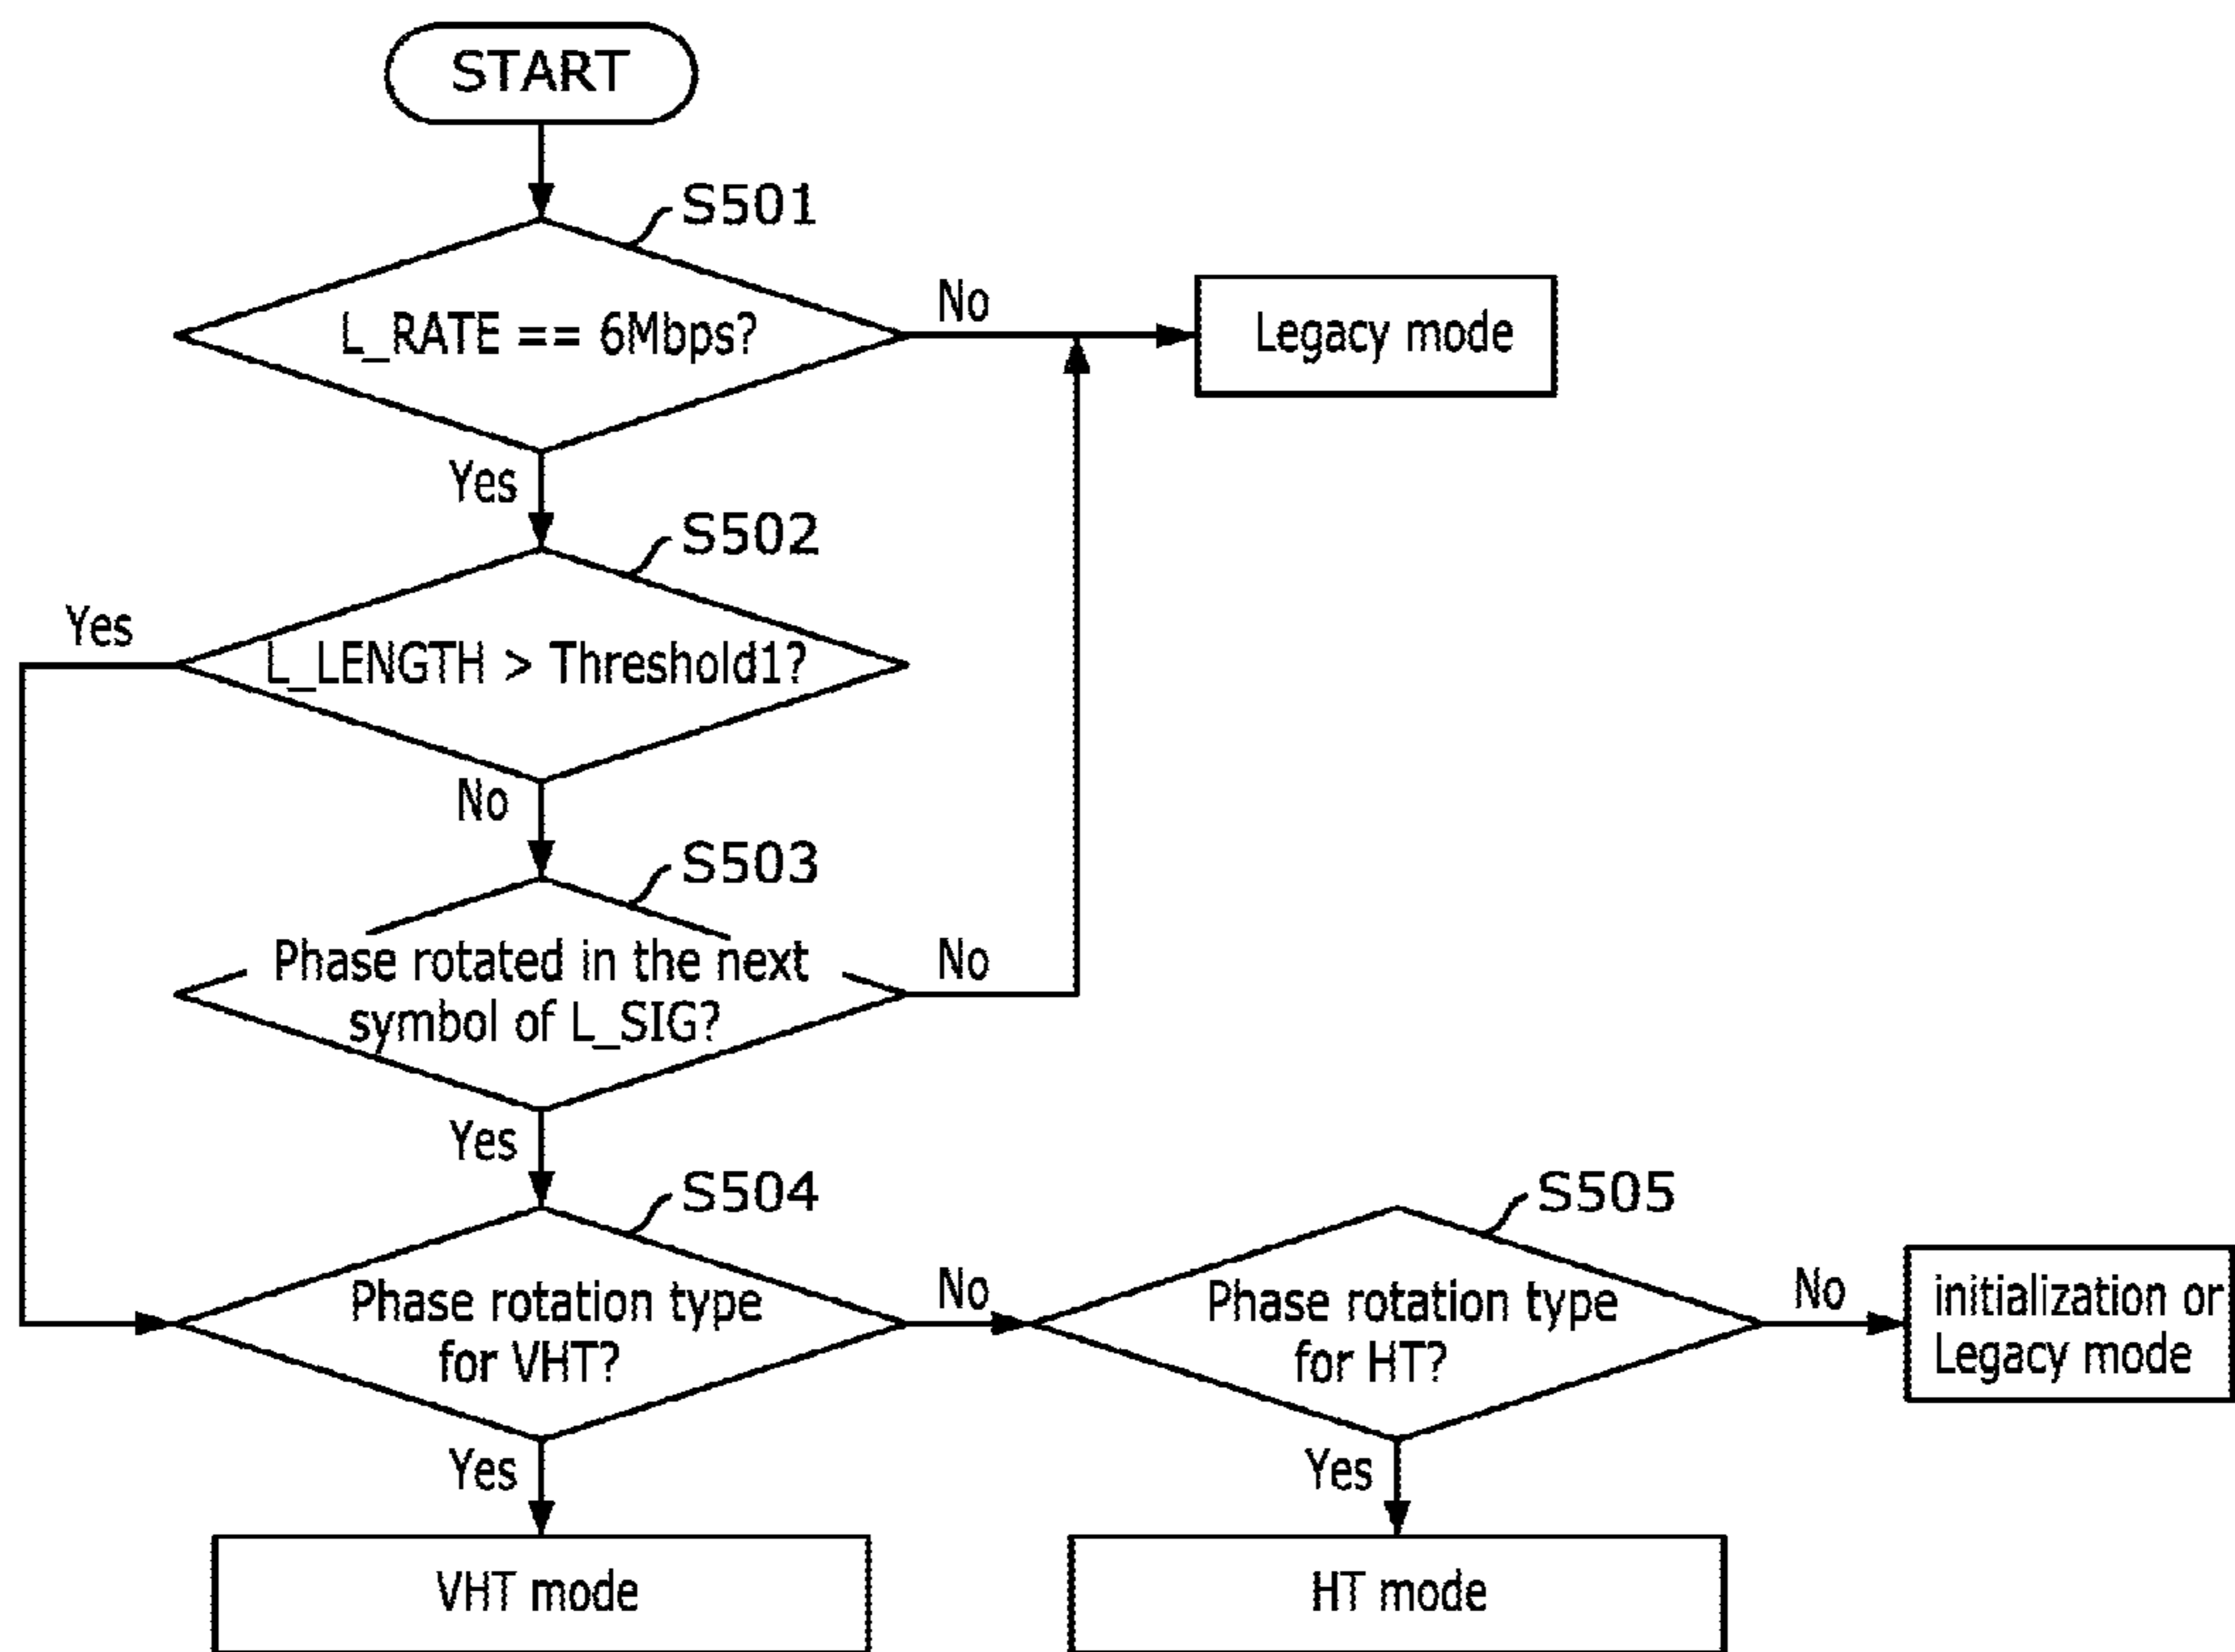 START
S501
L_RATE == 6Mbps?
No
Legacy mode
Yes
S502
Yes
L_LENGTH > Threshold1?
No
S503
Phase rotated in the next
symbol of L_SIG?
No
Yes
S504
S505
Phase rotation type
for VHT?
No
Phase rotation type
for HT?
No
initialization or
Legacy mode
Yes
Yes
VHT mode
HT mode